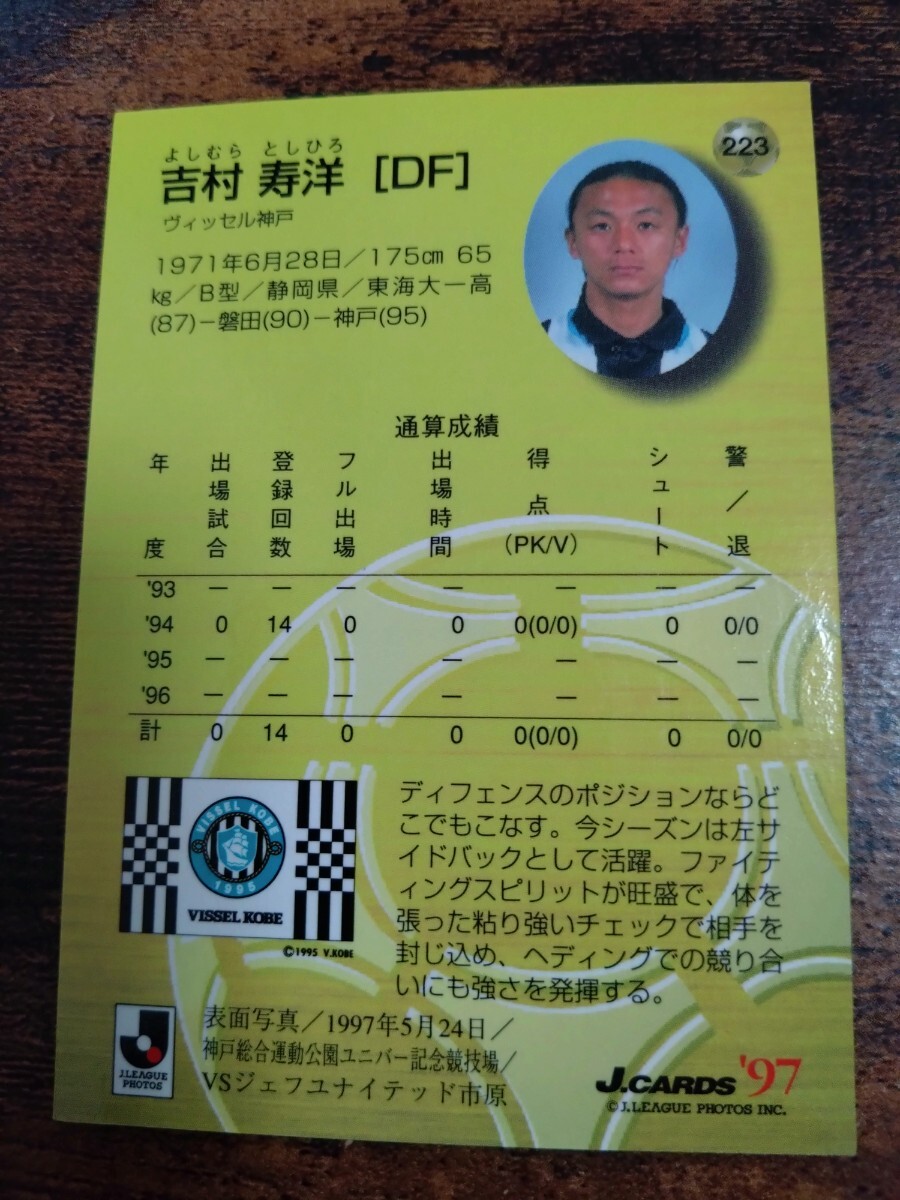 223
よしむら としひろ
吉村 寿洋 [DF]
ヴィッセル神戸
1971年6月28日／175㎝ 65
㎏／B型／静岡県／東海大一高
(87)－磐田(90)－神戸(95)
通算成績
年度 出場試合 登録回数 フル出場 出場時間 得点(PK/V) シュート 警／退
'93 － － － － － － －
'94 0 14 0 0 0(0/0) 0 0/0
'95 － － － － － － －
'96 － － － － － － －
計 0 14 0 0 0(0/0) 0 0/0
VISSEL KOBE
1995
VISSEL KOBE
©1995 V.KOBE
ディフェンスのポジションならど
こでもこなす。今シーズンは左サ
イドバックとして活躍。ファイテ
ィングスピリットが旺盛で、体を
張った粘り強いチェックで相手を
封じ込め、ヘディングでの競り合
いにも強さを発揮する。
J.LEAGUE
PHOTOS
表面写真／1997年5月24日／
神戸総合運動公園ユニバー記念競技場／
VSジェフユナイテッド市原
J.CARDS '97
©J.LEAGUE PHOTOS INC.